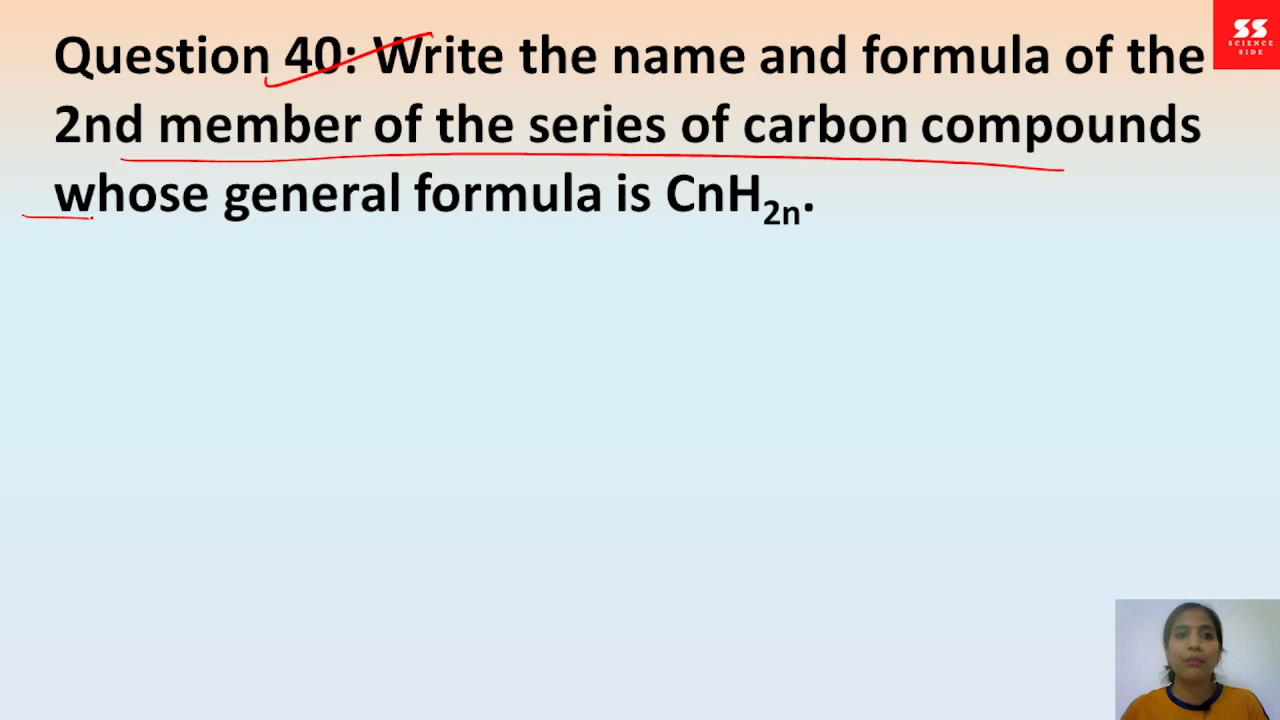 Question 40: Write the name and formula of the
2nd member of the series of carbon compounds
whose general formula is CnH₂ₙ.
SS
SCIENCE
SIDE